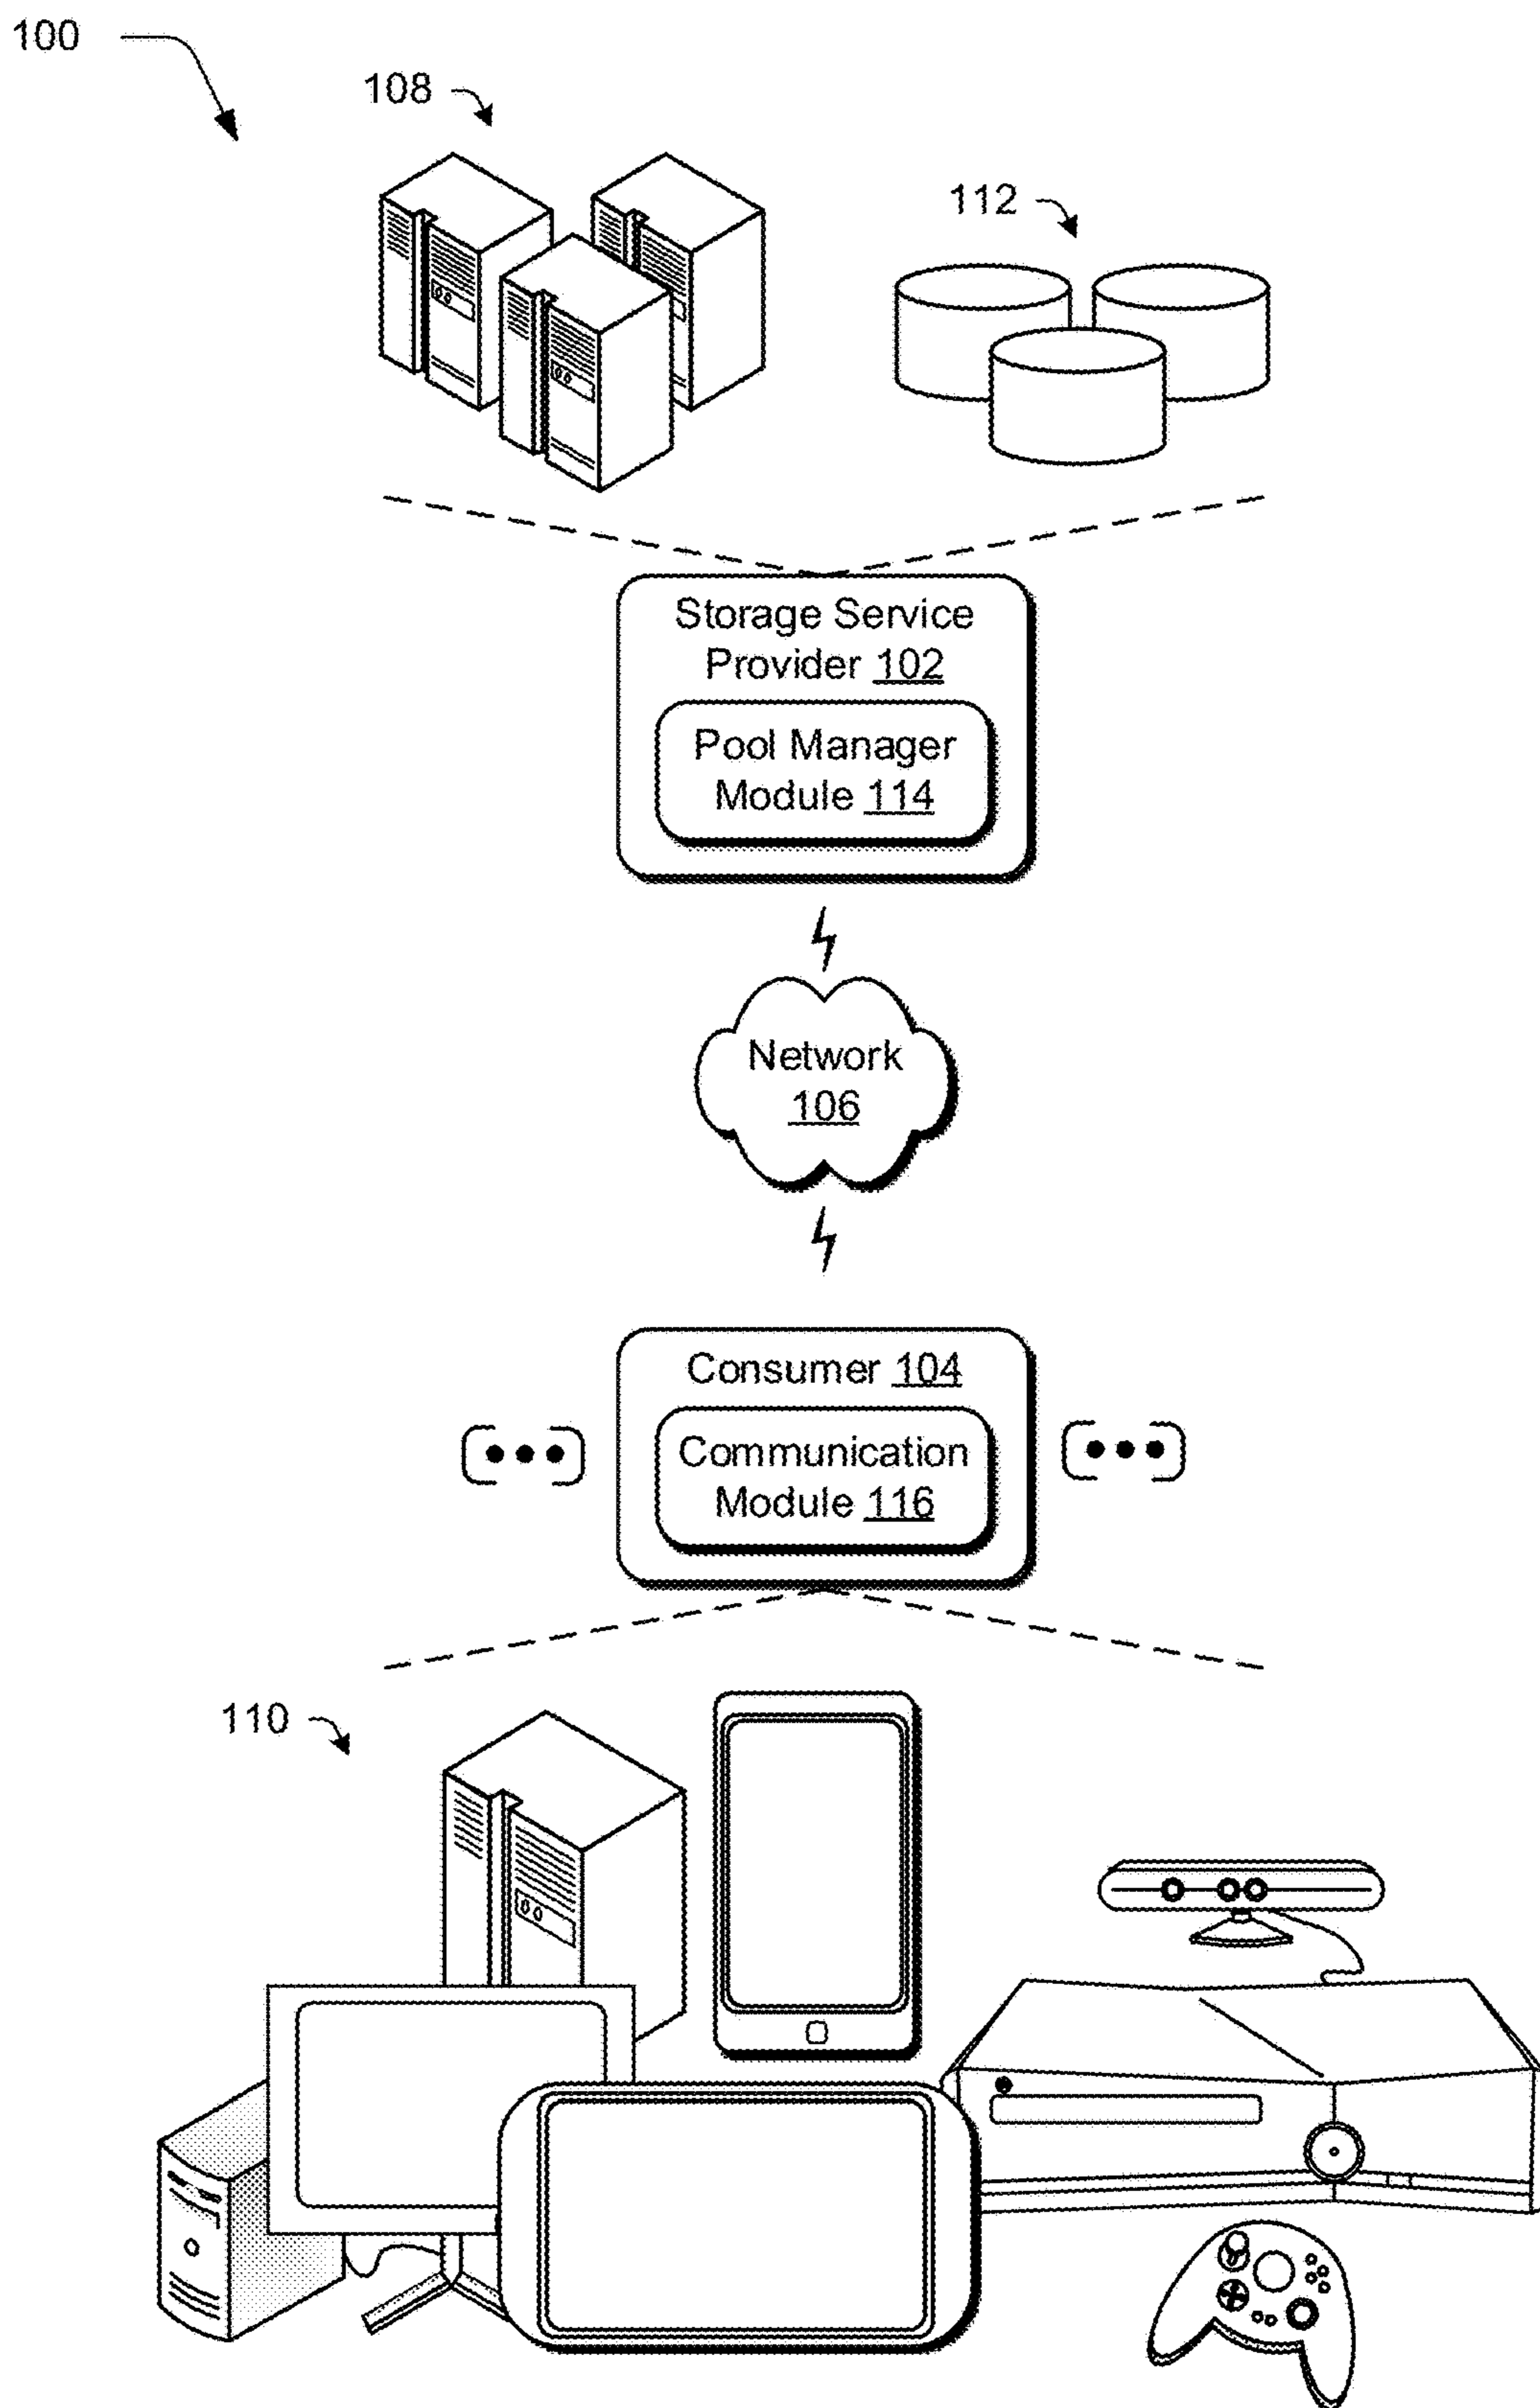 100
108
112
Storage Service
Provider 102
Pool Manager
Module 114
Network
106
Consumer 104
Communication
Module 116
110